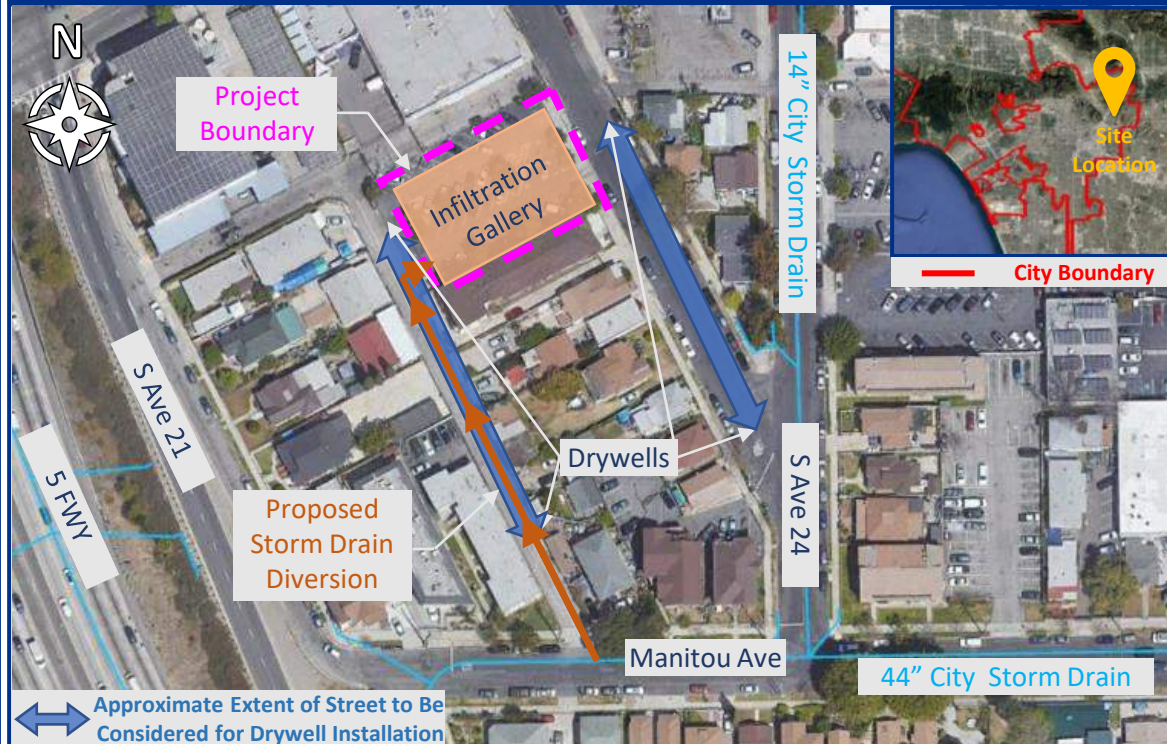 N
Project
Boundary
Infiltration
Gallery
14” City Storm Drain
Site
Location
City Boundary
S Ave 21
5 FWY
Drywells
Proposed
Storm Drain
Diversion
S Ave 24
Manitou Ave
44” City Storm Drain
Approximate Extent of Street to Be
Considered for Drywell Installation